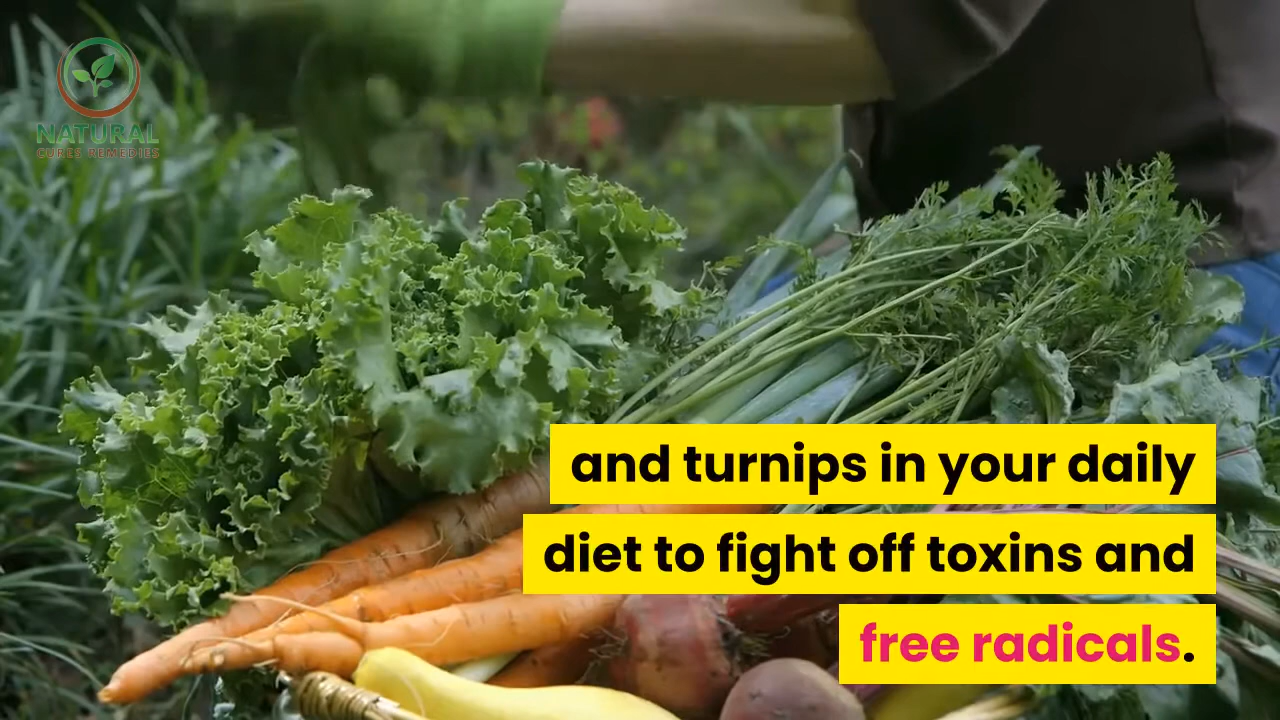 NATURAL
CURES REMEDIES
and turnips in your daily
diet to fight off toxins and
free radicals.